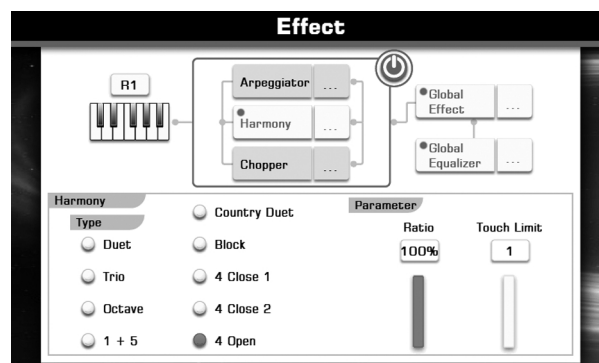 Effect
R1
Arpeggiator ...
Harmony ...
Chopper ...
Global
Effect ...
Global
Equalizer ...
Harmony
Type
Duet
Trio
Octave
1 + 5
Country Duet
Block
4 Close 1
4 Close 2
4 Open
Parameter
Ratio
100%
Touch Limit
1